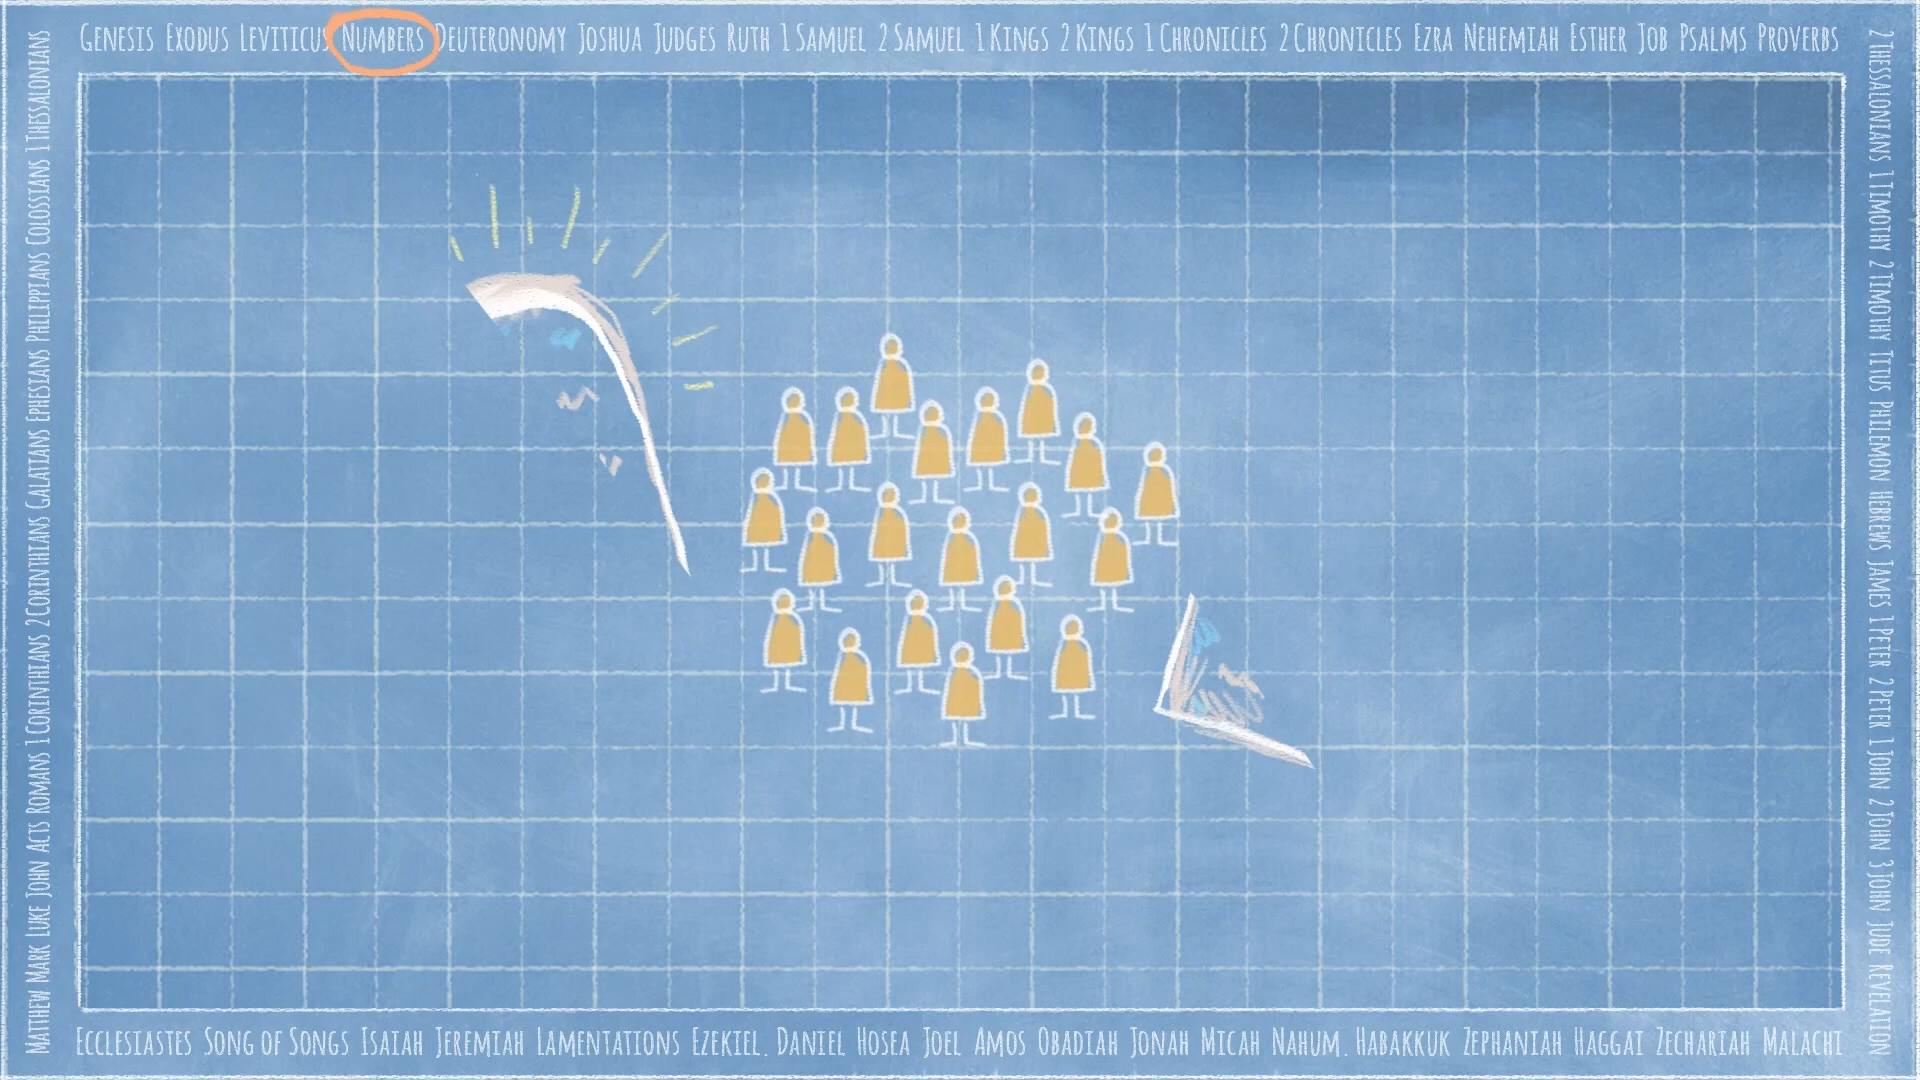 Genesis Exodus Leviticus Numbers Deuteronomy Joshua Judges Ruth 1 Samuel 2 Samuel 1 Kings 2 Kings 1 Chronicles 2 Chronicles Ezra Nehemiah Esther Job Psalms Proverbs
Matthew Mark Luke John Acts Romans 1 Corinthians 2 Corinthians Galatians Ephesians Philippians Colossians 1 Thessalonians
2 Thessalonians 1 Timothy 2 Timothy Titus Philemon Hebrews James 1 Peter 2 Peter 1 John 2 John 3 John Jude Revelation
Ecclesiastes Song of Songs Isaiah Jeremiah Lamentations Ezekiel. Daniel Hosea Joel Amos Obadiah Jonah Micah Nahum. Habakkuk Zephaniah Haggai Zechariah Malachi